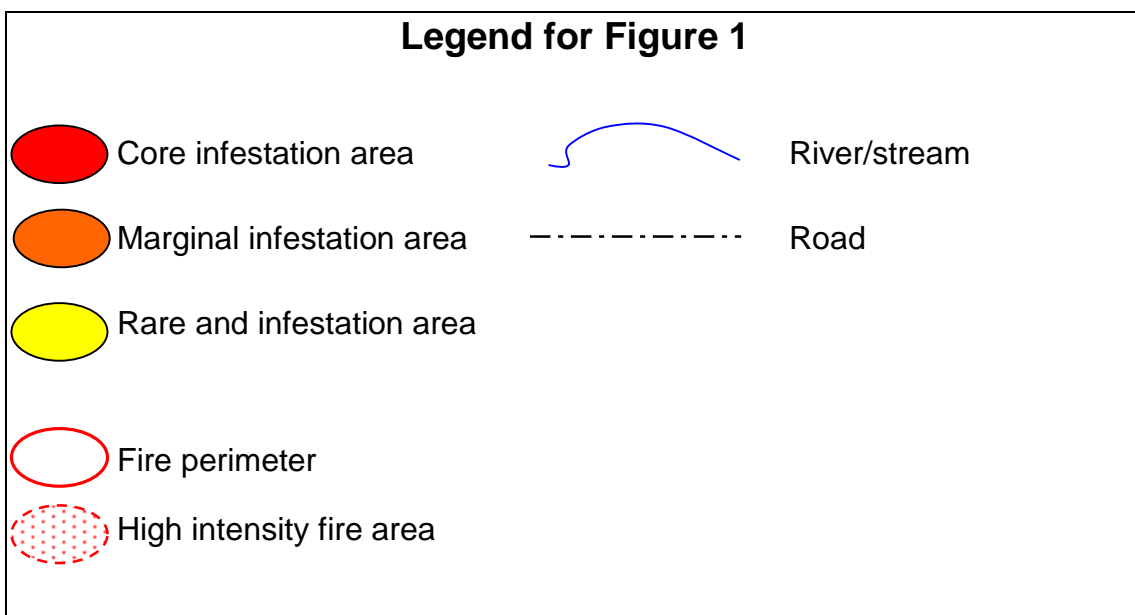 Legend for Figure 1
Core infestation area
River/stream
Marginal infestation area
Road
Rare and infestation area
Fire perimeter
High intensity fire area